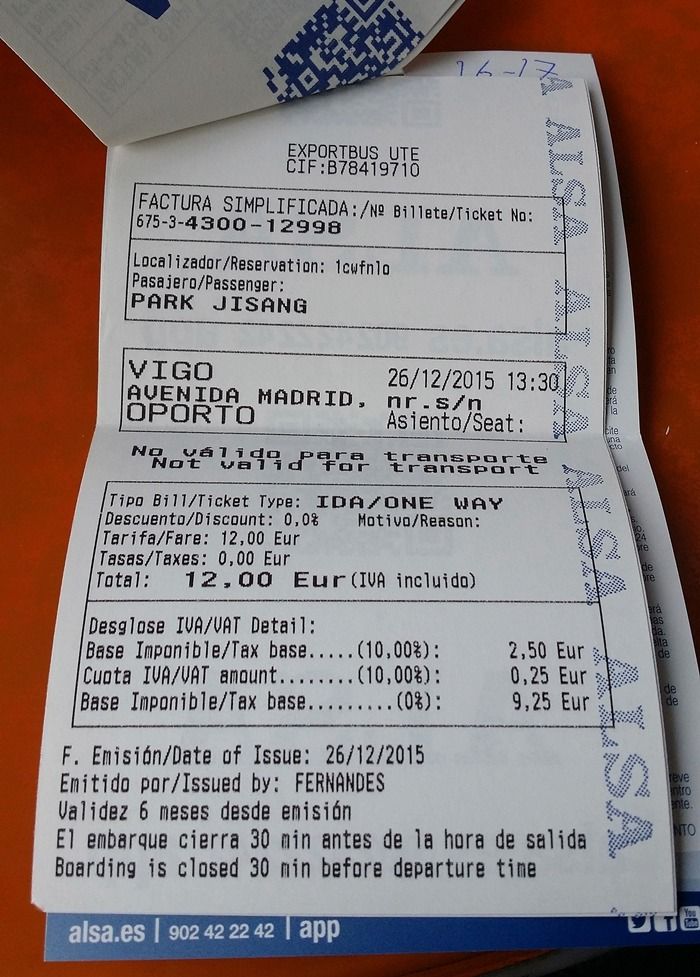 16-17
EXPORTBUS UTE
CIF:B78419710
FACTURA SIMPLIFICADA:/Nº Billete/Ticket No:
675-3-4300-12998
Localizador/Reservation: 1cwfnlo
Pasajero/Passenger:
PARK JISANG
VIGO 26/12/2015 13:30
AVENIDA MADRID, nr.s/n
OPORTO Asiento/Seat:
No válido para transporte
Not valid for transport
Tipo Bill/Ticket Type: IDA/ONE WAY
Descuento/Discount: 0,0% Motivo/Reason:
Tarifa/Fare: 12,00 Eur
Tasas/Taxes: 0,00 Eur
Total: 12,00 Eur(IVA incluido)
Desglose IVA/VAT Detail:
Base Imponible/Tax base.....(10,00%): 2,50 Eur
Cuota IVA/VAT amount........(10,00%): 0,25 Eur
Base Imponible/Tax base........(0%): 9,25 Eur
F. Emisión/Date of Issue: 26/12/2015
Emitido por/Issued by: FERNANDES
Validez 6 meses desde emisión
El embarque cierra 30 min antes de la hora de salida
Boarding is closed 30 min before departure time
A ALSA ALSA ALSA ALSA
alsa.es | 902 42 22 42 | app
You Tube